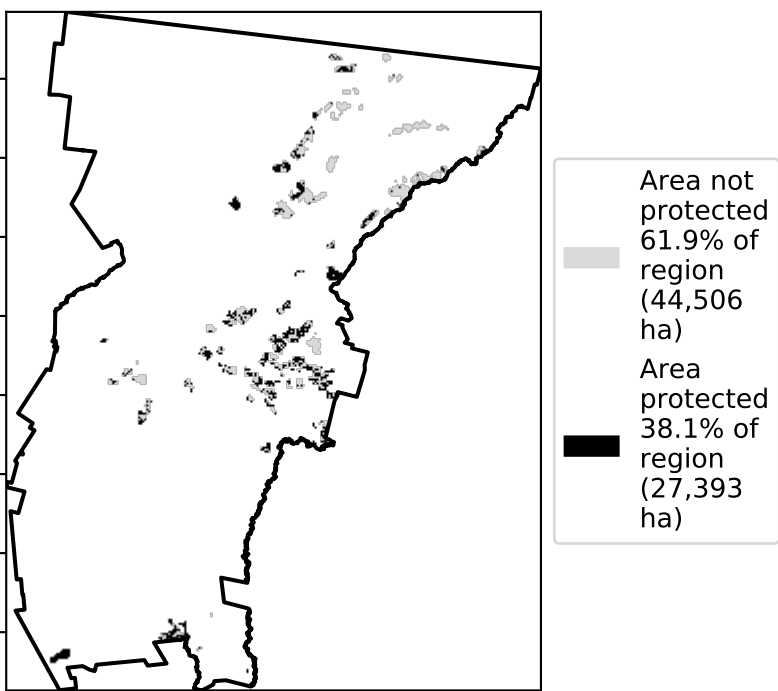 Area not
protected
61.9% of
region
(44,506
ha)
Area
protected
38.1% of
region
(27,393
ha)